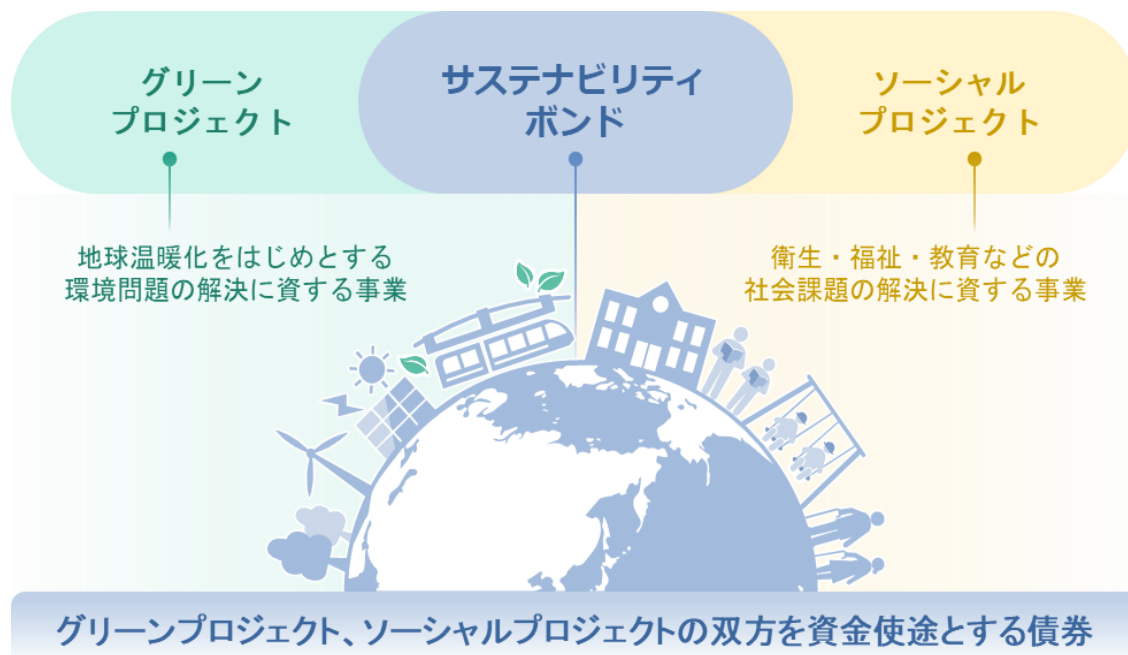 グリーン
プロジェクト
サステナビリティ
ボンド
ソーシャル
プロジェクト
地球温暖化をはじめとする
環境問題の解決に資する事業
衛生・福祉・教育などの
社会課題の解決に資する事業
グリーンプロジェクト、ソーシャルプロジェクトの双方を資金使途とする債券